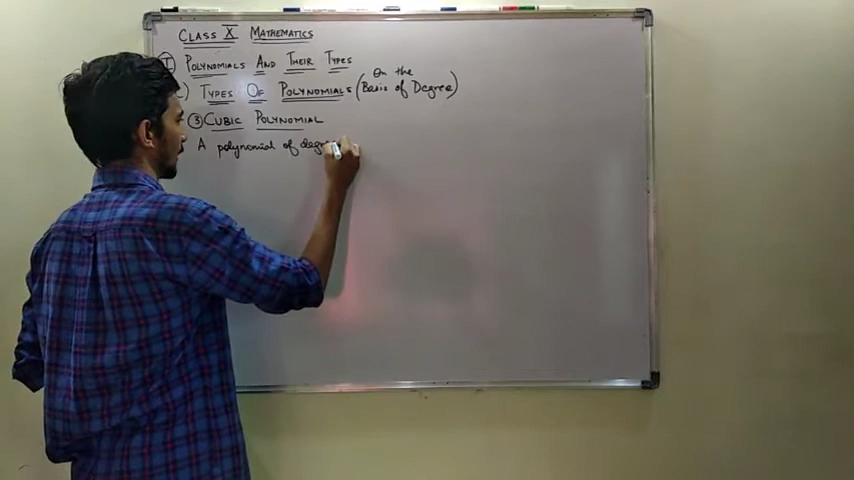 CLASS X MATHEMATICS
I POLYNOMIALS AND THEIR TYPES
) TYPES OF POLYNOMIALS (On the Basis of Degree)
③ CUBIC POLYNOMIAL
A polynomial of